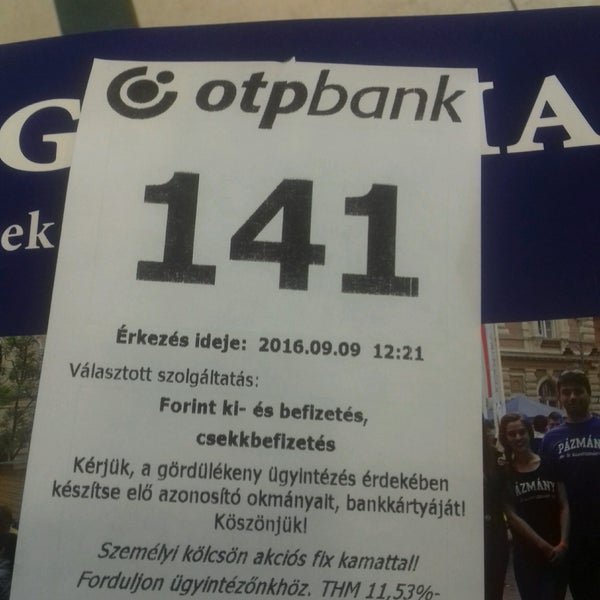 otpbank
141
Érkezés ideje: 2016.09.09 12:21
Választott szolgáltatás:
Forint ki- és befizetés,
csekkbefizetés
Kérjük, a gördülékeny ügyintézés érdekében
készítse elő azonosító okmányait, bankkártyáját!
Köszönjük!
Személyi kölcsön akciós fix kamattal!
Forduljon ügyintézőnkhöz. THM 11,53%-
G
IA
ek
PÁZMÁN
ÁZMÁNY